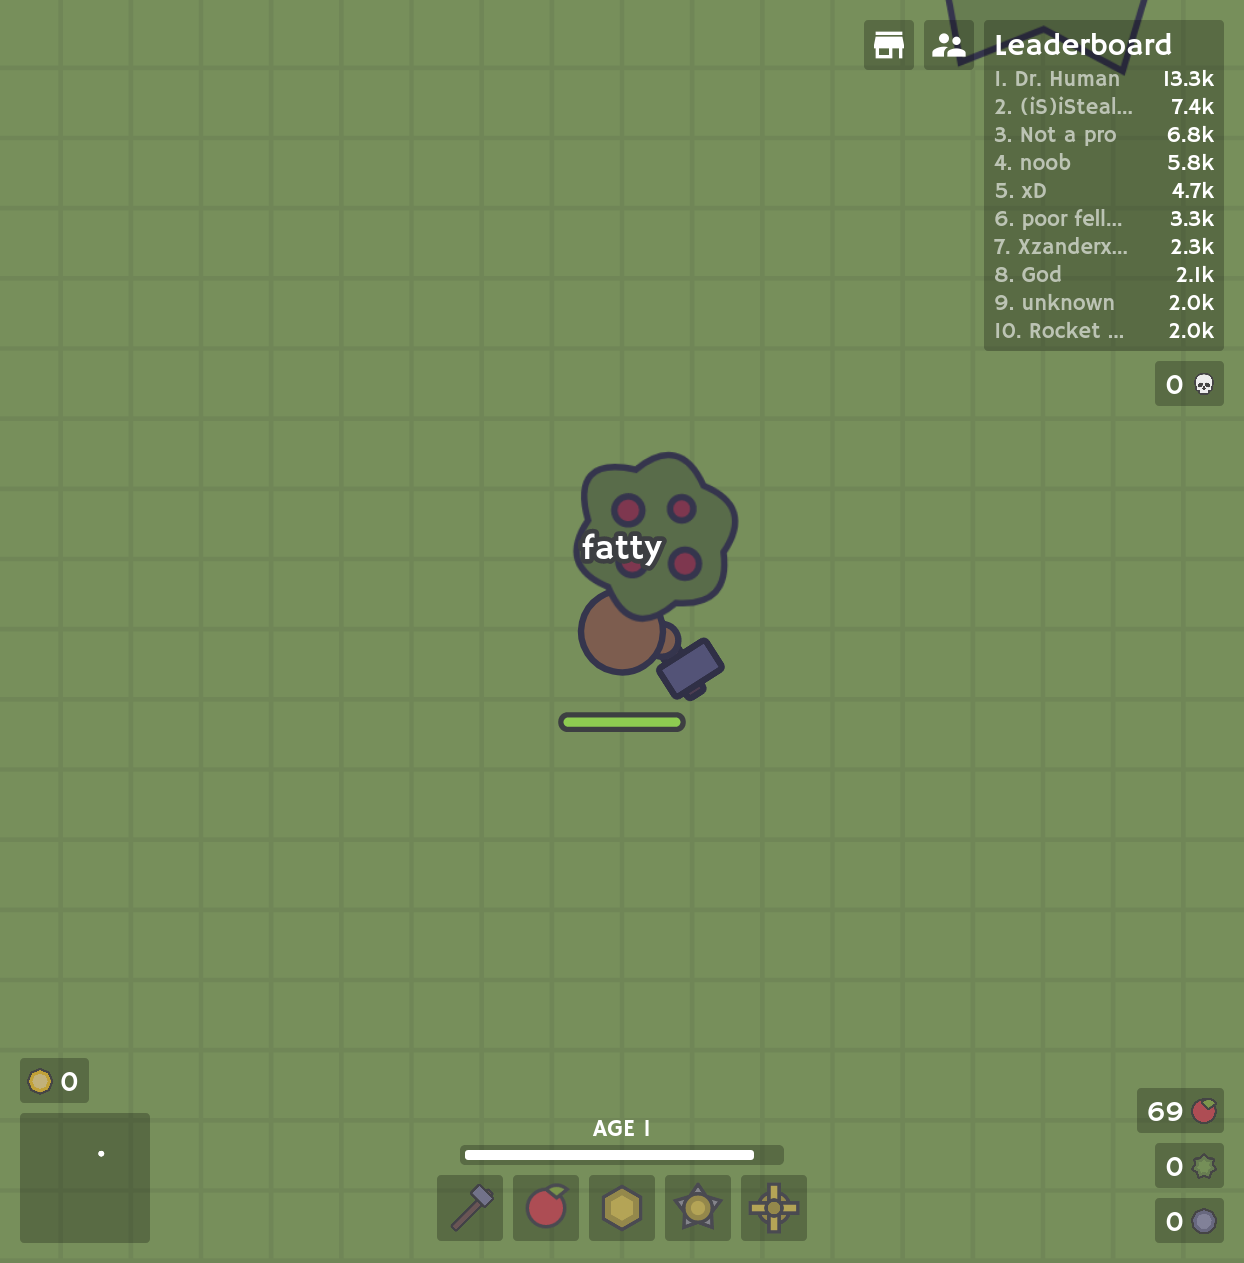 Leaderboard
1. Dr. Human 13.3k
2. (iS)iSteal... 7.4k
3. Not a pro 6.8k
4. noob 5.8k
5. xD 4.7k
6. poor fell... 3.3k
7. Xzanderx... 2.3k
8. God 2.1k
9. unknown 2.0k
10. Rocket ... 2.0k
0
fatty
0
69
AGE 1
0
0